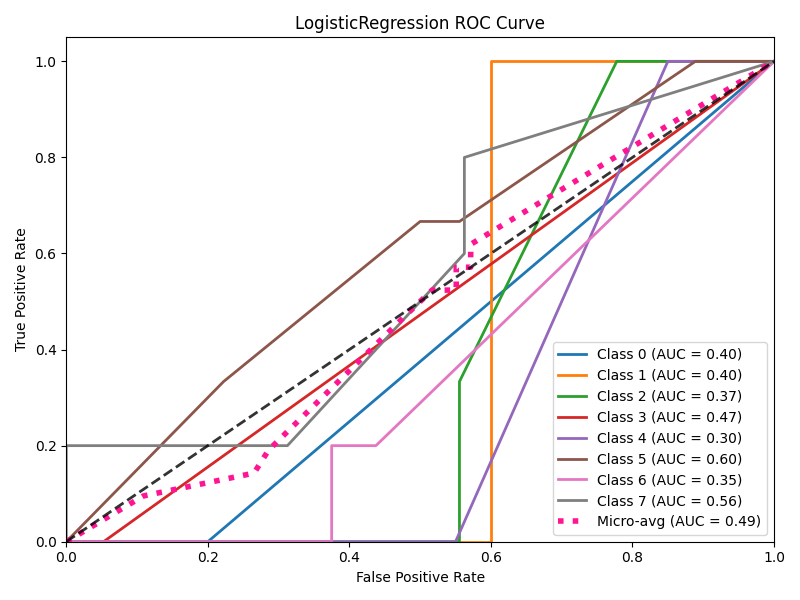 LogisticRegression ROC Curve
True Positive Rate
1.0
0.8
0.6
0.4
0.2
0.0
Class 0 (AUC = 0.40)
Class 1 (AUC = 0.40)
Class 2 (AUC = 0.37)
Class 3 (AUC = 0.47)
Class 4 (AUC = 0.30)
Class 5 (AUC = 0.60)
Class 6 (AUC = 0.35)
Class 7 (AUC = 0.56)
Micro-avg (AUC = 0.49)
0.0 0.2 0.4 0.6 0.8 1.0
False Positive Rate